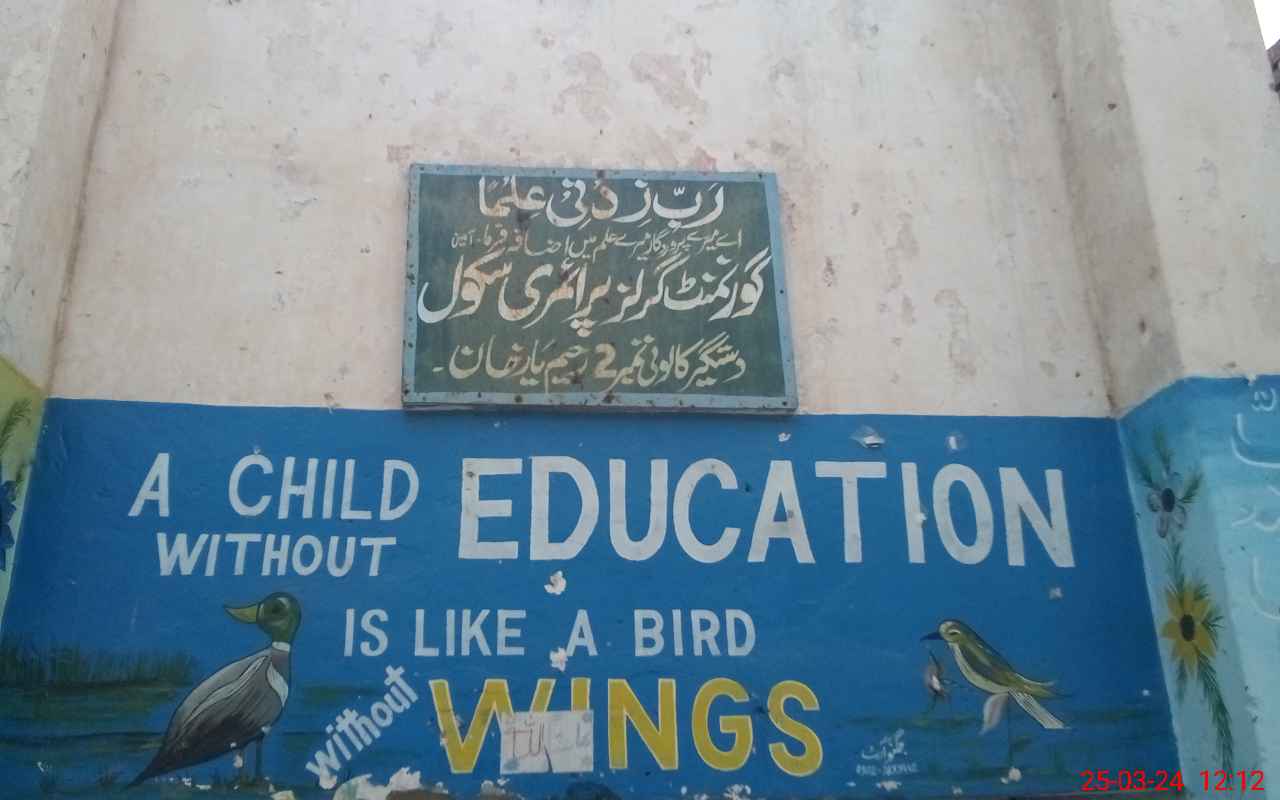 رَبِّ زِدْنِی عِلْمًا
اے میرے پروردگار میرے علم میں اضافہ فرما۔ آمین
گورنمنٹ گرلز پرائمری سکول
دستگیر کالونی نمبر 2 رحیم یار خان۔
A CHILD WITHOUT EDUCATION
IS LIKE A BIRD
without WINGS
25-03-24 12:12